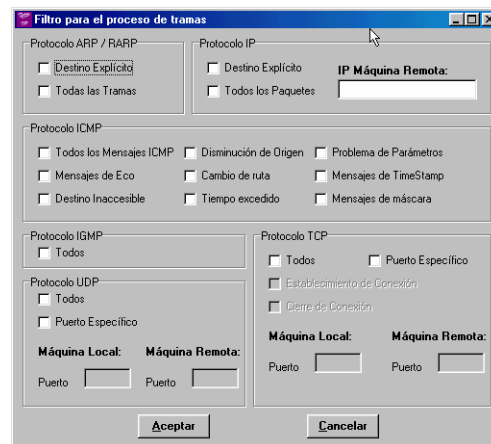 Filtro para el proceso de tramas
Protocolo ARP / RARP
Destino Explícito
Todas las Tramas
Protocolo IP
Destino Explícito
Todos los Paquetes
IP Máquina Remota:
Protocolo ICMP
Todos los Mensajes ICMP
Disminución de Origen
Problema de Parámetros
Mensajes de Eco
Cambio de ruta
Mensajes de TimeStamp
Destino Inaccesible
Tiempo excedido
Mensajes de máscara
Protocolo IGMP
Todos
Protocolo UDP
Todos
Puerto Específico
Máquina Local:
Máquina Remota:
Puerto
Puerto
Protocolo TCP
Todos
Puerto Específico
Establecimiento de Conexión
Cierre de Conexión
Máquina Local:
Máquina Remota:
Puerto
Puerto
Aceptar
Cancelar